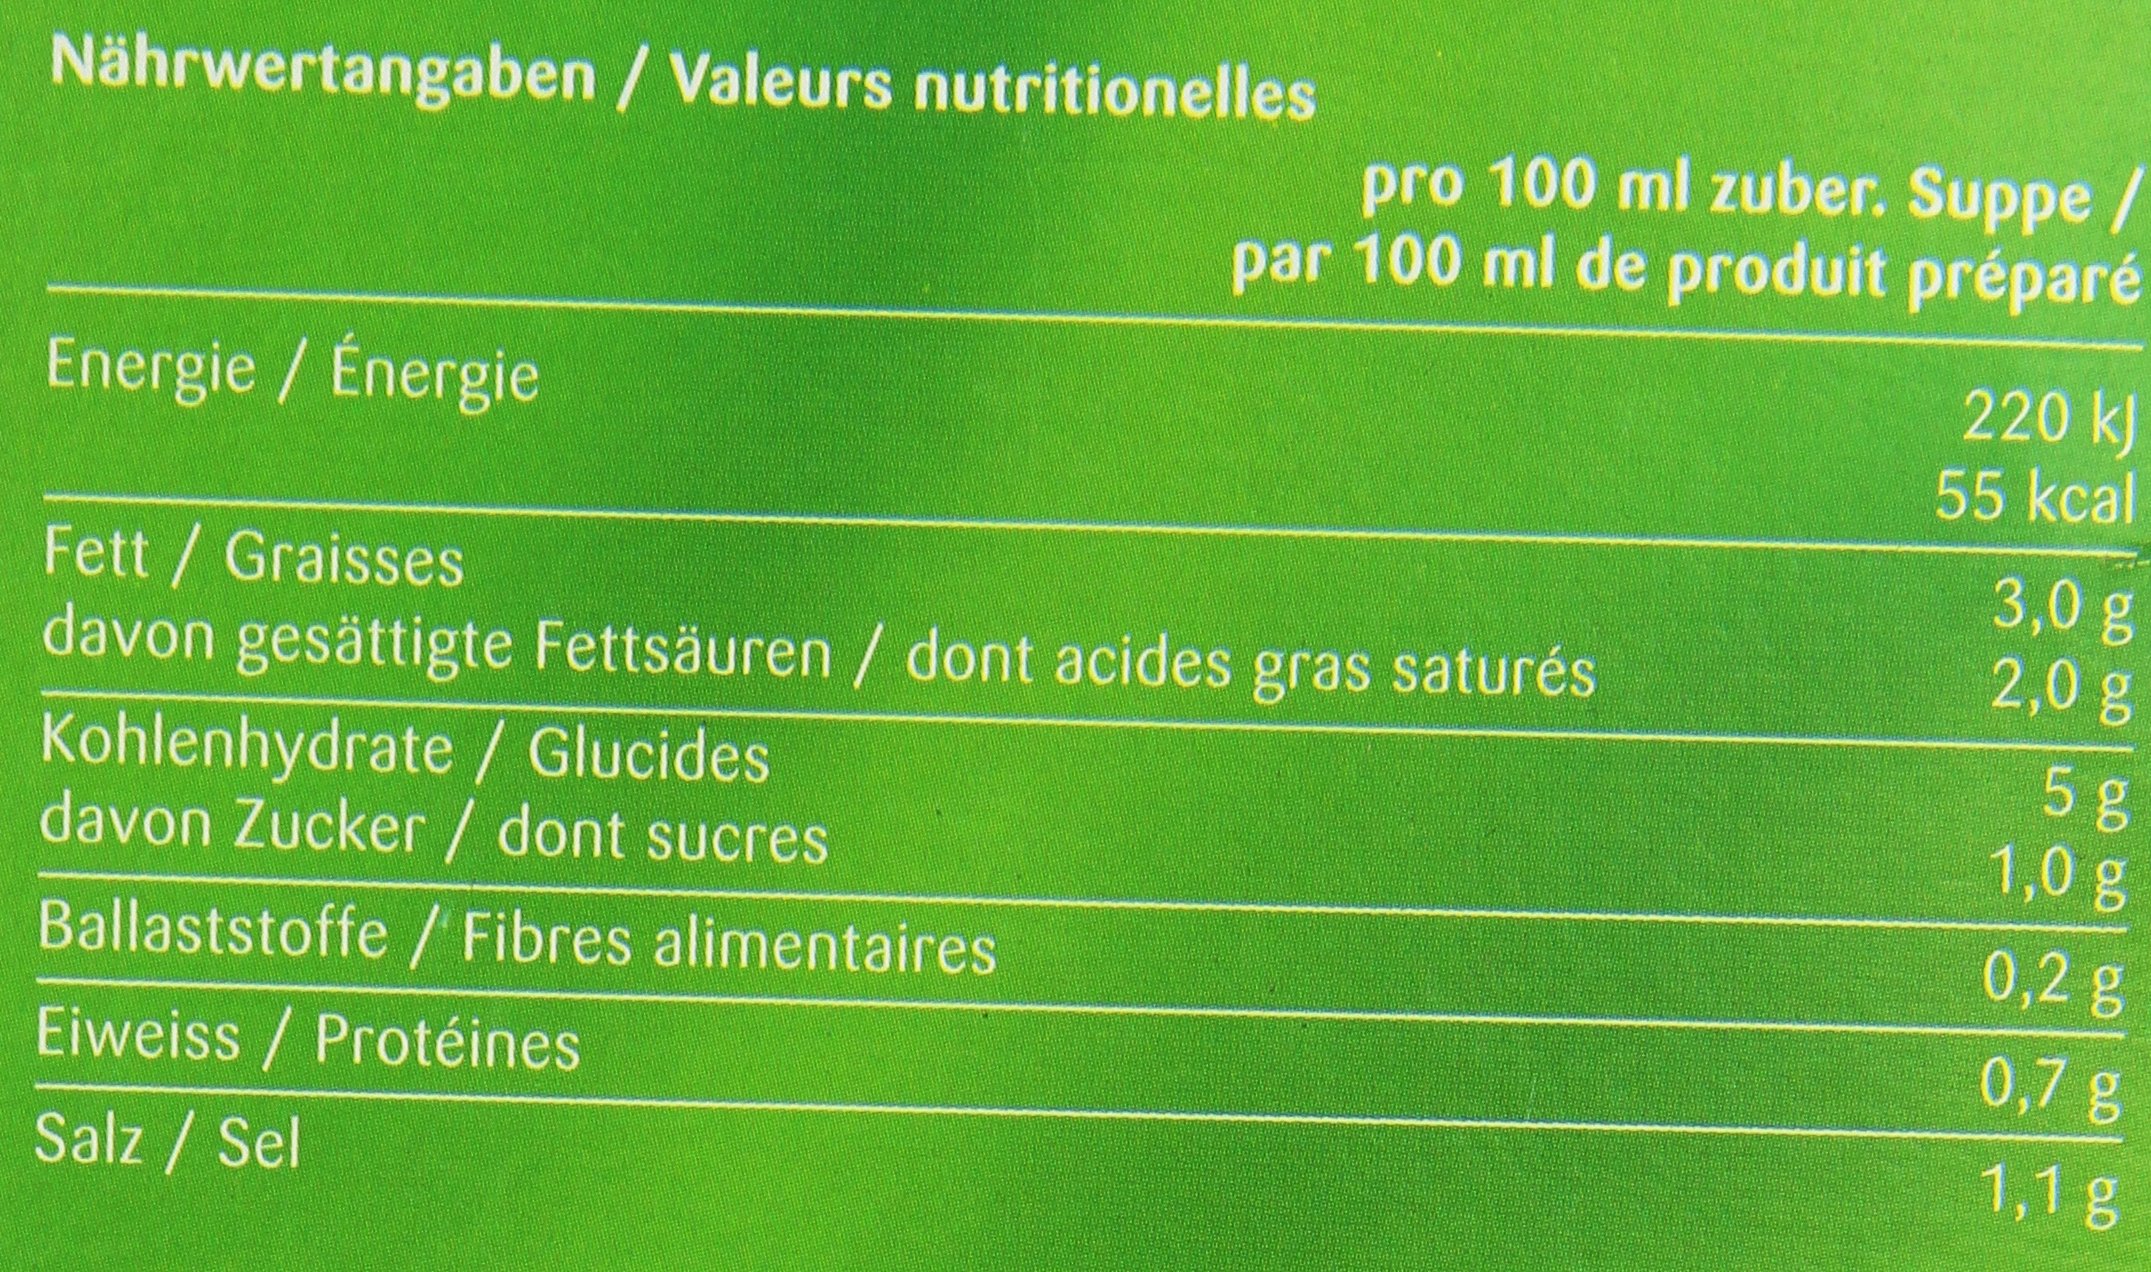 Nährwertangaben / Valeurs nutritionelles
pro 100 ml zuber. Suppe /
par 100 ml de produit préparé
Energie / Énergie 220 kJ
55 kcal
Fett / Graisses 3,0 g
davon gesättigte Fettsäuren / dont acides gras saturés 2,0 g
Kohlenhydrate / Glucides 5 g
davon Zucker / dont sucres 1,0 g
Ballaststoffe / Fibres alimentaires 0,2 g
Eiweiss / Protéines 0,7 g
Salz / Sel 1,1 g